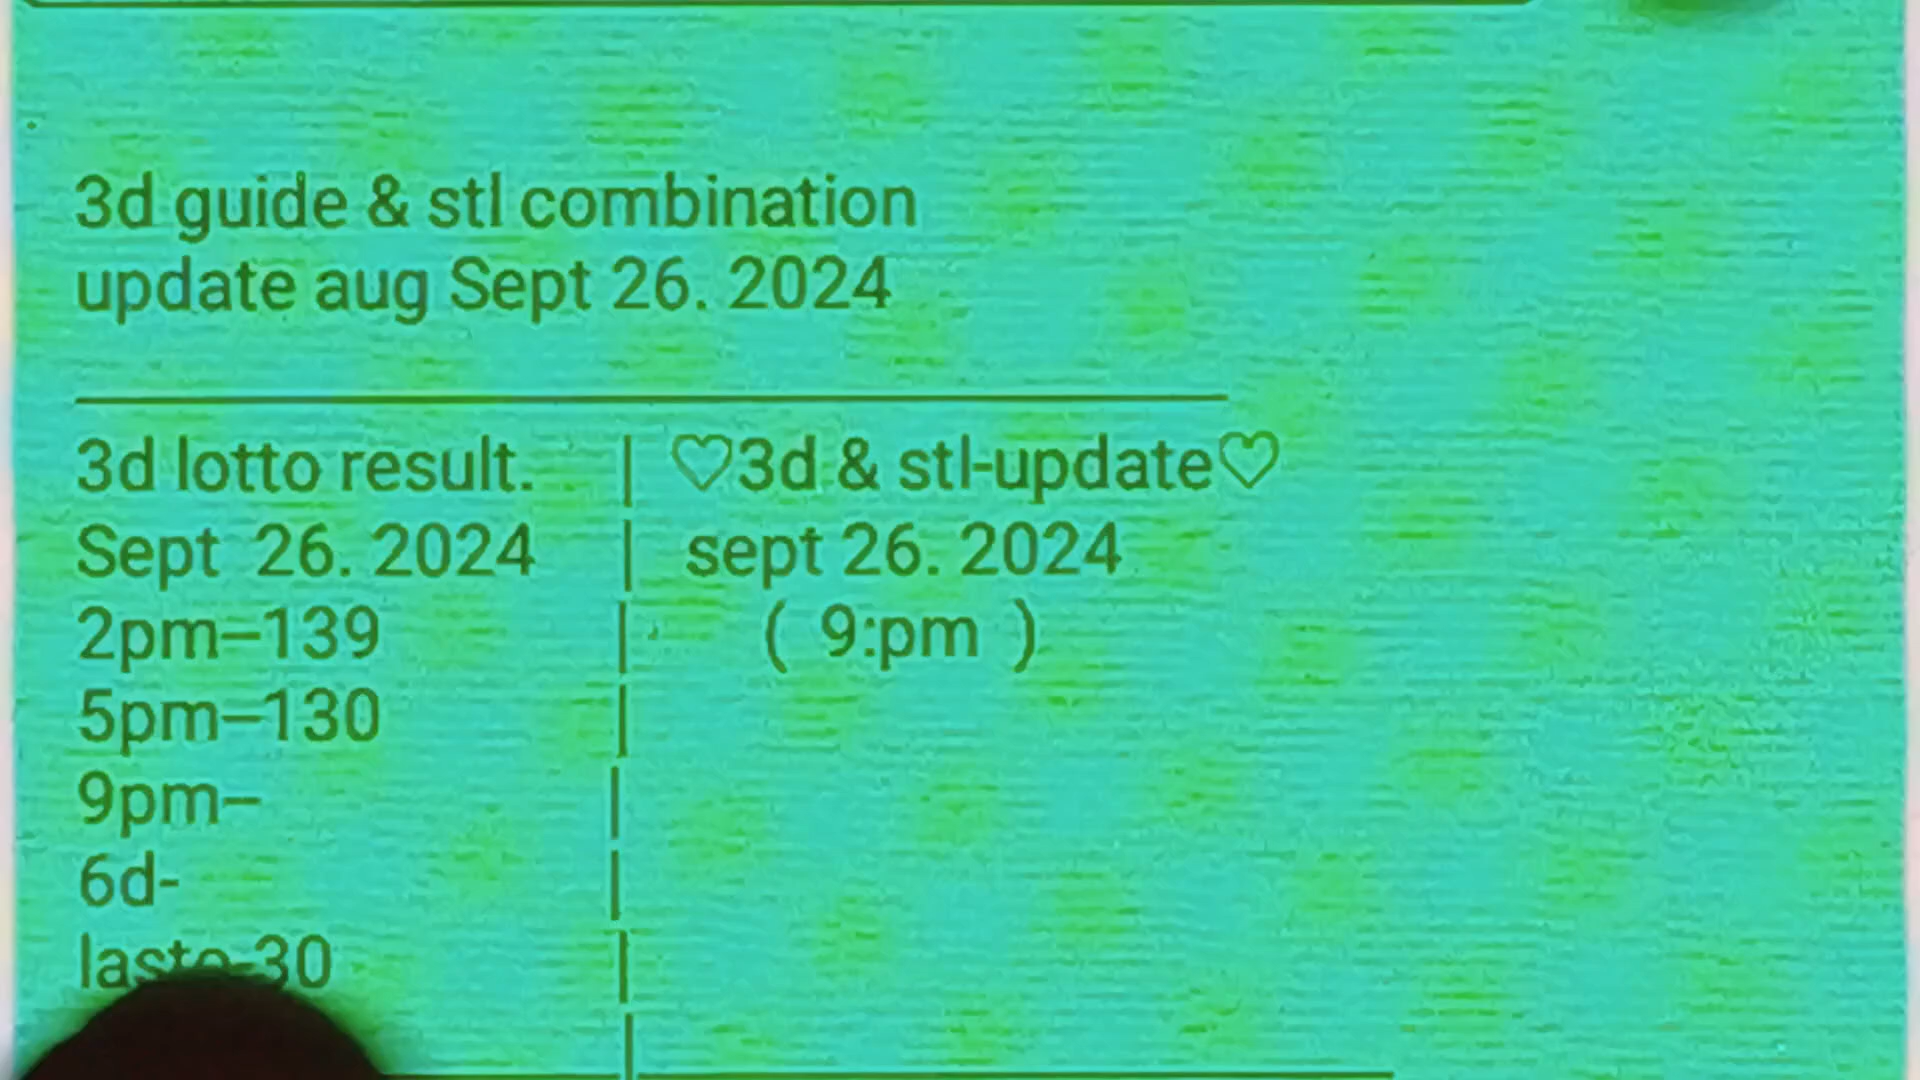 3d guide & stl combination
update aug Sept 26. 2024
3d lotto result. | ♡3d & stl-update♡
Sept 26. 2024 | sept 26. 2024
2pm–139 | ( 9:pm )
5pm–130 |
9pm– |
6d- |
lasto-30 |
|